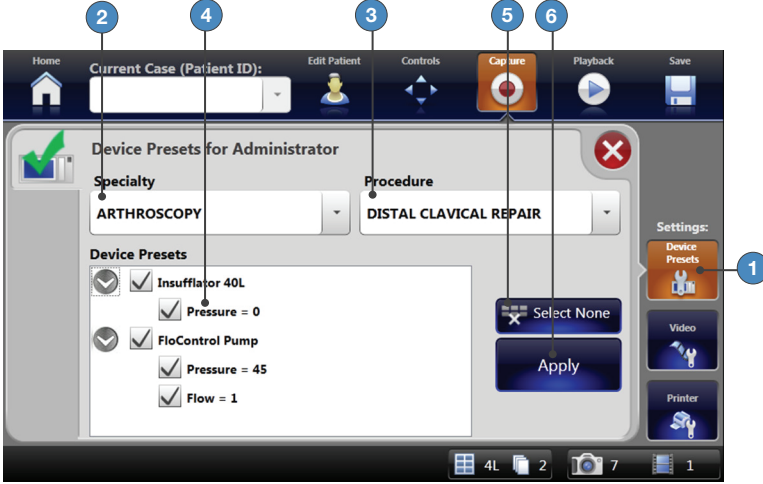 2 4 3 5 6
Home
Current Case (Patient ID):
Edit Patient
Controls
Capture
Playback
Save
Device Presets for Administrator
Specialty
Procedure
ARTHROSCOPY
DISTAL CLAVICAL REPAIR
Settings:
Device
Presets
1
Device Presets
Insufflator 40L
Pressure = 0
FloControl Pump
Pressure = 45
Flow = 1
Select None
Apply
Video
Printer
4L 2 7 1